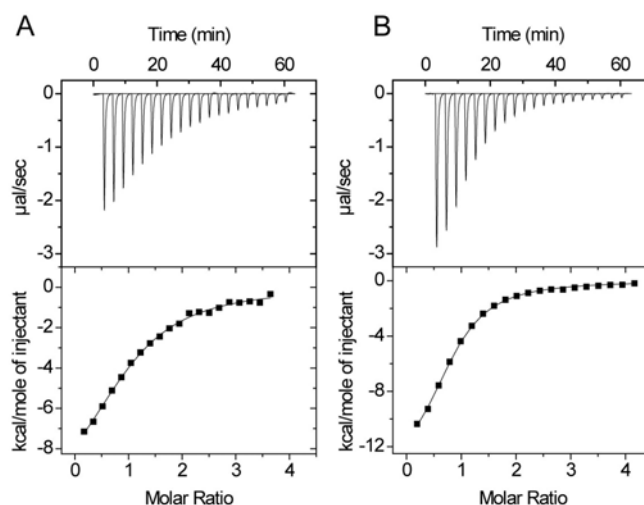 A
Time (min)
0 20 40 60
0
-1
-2
-3
µal/sec
0
-2
-4
-6
-8
kcal/mole of injectant
0 1 2 3 4
Molar Ratio
B
Time (min)
0 20 40 60
0
-1
-2
-3
µal/sec
0
-4
-8
-12
kcal/mole of injectant
0 1 2 3 4
Molar Ratio